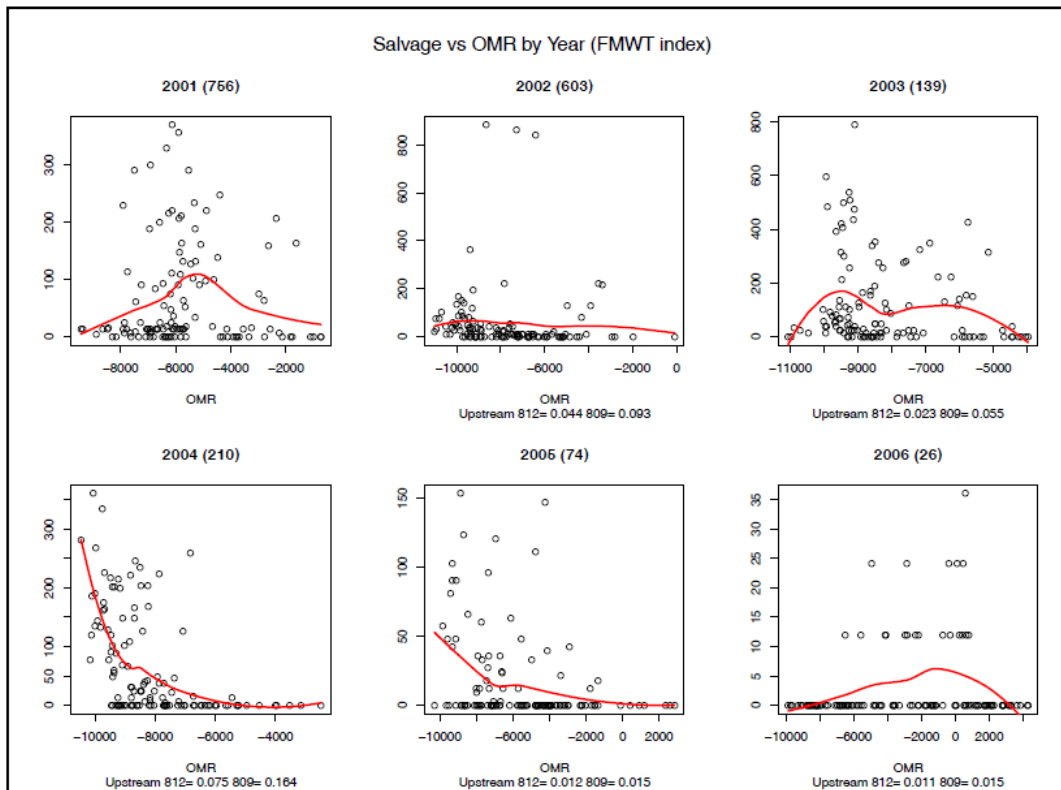 Salvage vs OMR by Year (FMWT index)
2001 (756) 2002 (603) 2003 (139)
300
200
100
0
−8000 −6000 −4000 −2000
OMR
800
600
400
200
0
−10000 −6000 −4000 −2000 0
OMR
Upstream 812= 0.044 809= 0.093
800
600
400
200
0
−11000 −9000 −7000 −5000
OMR
Upstream 812= 0.023 809= 0.055
2004 (210) 2005 (74) 2006 (26)
300
200
100
50
0
−10000 −8000 −6000 −4000
OMR
Upstream 812= 0.075 809= 0.164
150
100
50
0
−10000 −6000 −4000 −2000 0 2000
OMR
Upstream 812= 0.012 809= 0.015
35
30
25
20
15
10
5
0
−10000 −6000 −2000 0 2000
OMR
Upstream 812= 0.011 809= 0.015